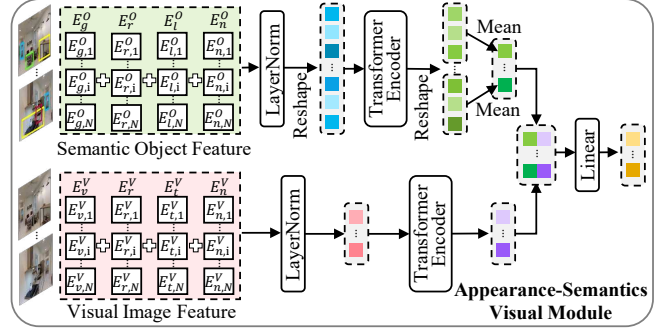 E_g^O E_r^O E_l^O E_n^O
E_{g,1}^O E_{r,1}^O E_{l,1}^O E_{n,1}^O
E_{g,i}^O E_{r,i}^O E_{l,i}^O E_{n,i}^O
E_{g,N}^O E_{r,N}^O E_{l,N}^O E_{n,N}^O
Semantic Object Feature
LayerNorm
Reshape
Transformer
Encoder
Reshape
Mean
Mean
Linear
E_v^V E_r^V E_t^V E_n^V
E_{v,1}^V E_{r,1}^V E_{t,1}^V E_{n,1}^V
E_{v,i}^V E_{r,i}^V E_{t,i}^V E_{n,i}^V
E_{v,N}^V E_{r,N}^V E_{t,N}^V E_{n,N}^V
Visual Image Feature
LayerNorm
Transformer
Encoder
Appearance-Semantics
Visual Module